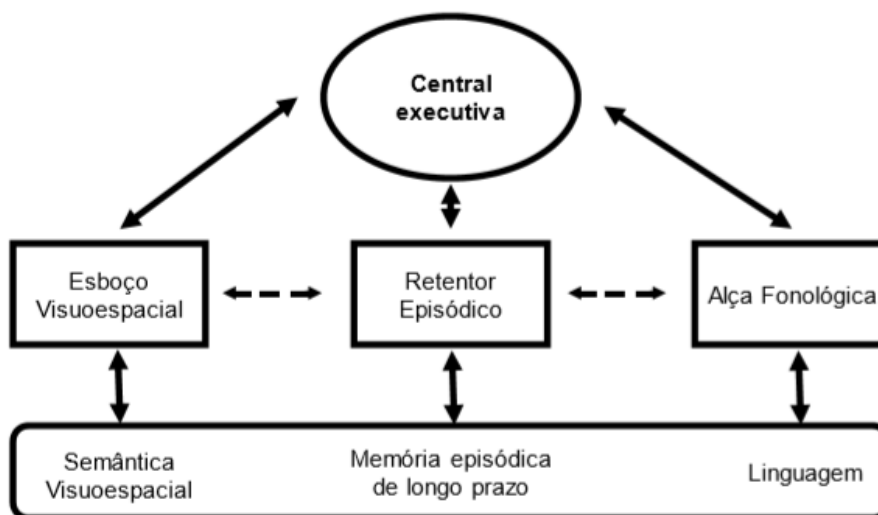 Central
executiva
Esboço
Visuoespacial
Retentor
Episódico
Alça Fonológica
Semântica
Visuoespacial
Memória episódica
de longo prazo
Linguagem